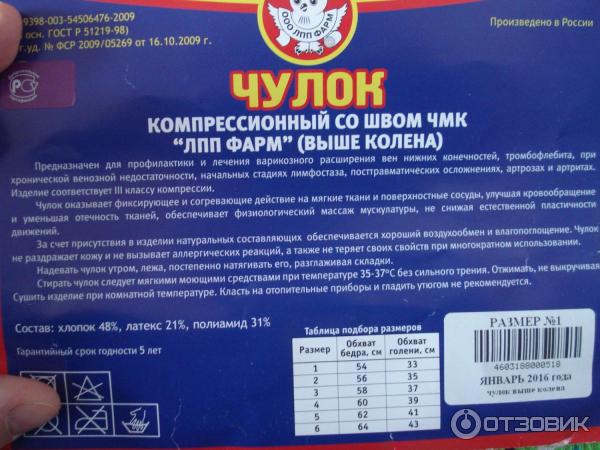 9398-003-54506476-2009
осн. ГОСТ Р 51219-98)
г.уд. № ФСР 2009/05269 от 16.10.2009 г.
ООО ЛПП ФАРМ
Произведено в России
РСТ
ЧУЛОК
КОМПРЕССИОННЫЙ СО ШВОМ ЧМК
“ЛПП ФАРМ” (ВЫШЕ КОЛЕНА)
Предназначен для профилактики и лечения варикозного расширения вен нижних конечностей, тромбофлебита, при
хронической венозной недостаточности, начальных стадиях лимфостаза, постравматических осложнениях, артрозах и артритах.
Изделие соответствует III классу компрессии.
Чулок оказывает фиксирующее и согревающие действие на мягкие ткани и поверхностные сосуды, улучшая кровообращение
и уменьшая отечность тканей, обеспечивает физиологический массаж мускулатуры, не снижая естественной пластичности
движений.
За счет присутствия в изделии натуральных составляющих обеспечивается хороший воздухообмен и влагопоглощение. Чулок
не раздражает кожу и не вызывает аллергических реакций, а также не теряет своих свойств при многократном использовании.
Надевать чулок утром, лежа, постепенно натягивать его, разглаживая складки.
Стирать чулок следует мягкими моющими средствами при температуре 35-37ºС без сильного трения. Отжимать, не выкручивая
Сушить изделие при комнатной температуре. Класть на отопительные приборы и гладить утюгом не рекомендуется.
Состав: хлопок 48%, латекс 21%, полиамид 31%
Гарантийный срок годности 5 лет
Таблица подбора размеров
Размер Обхват бедра, см Обхват голени, см
1 54 33
2 56 35
3 58 37
4 60 39
5 62 41
6 64 43
РАЗМЕР №1
4603188000518
ЯНВАРЬ 2016 года
чулок выше колена
ОТЗОВИК